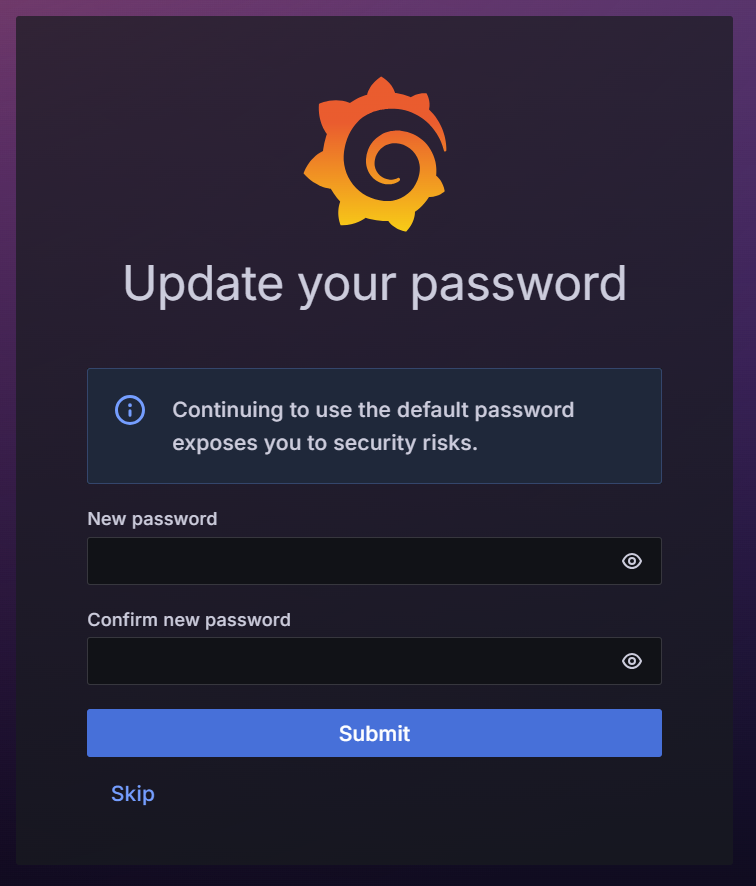 Update your password
Continuing to use the default password
exposes you to security risks.
New password
Confirm new password
Submit
Skip